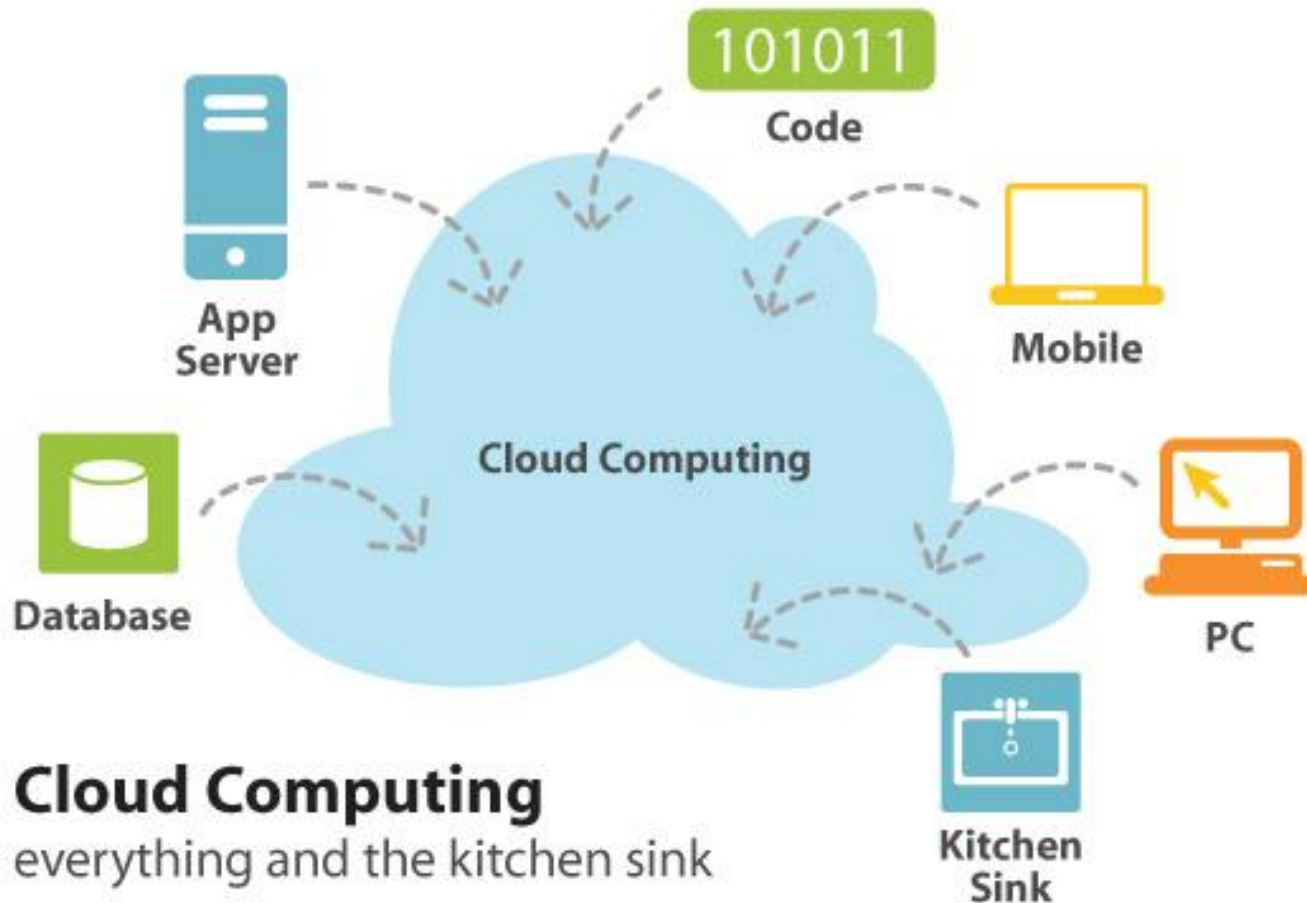 101011
Code
App
Server
Mobile
Cloud Computing
Database
PC
Kitchen
Sink
Cloud Computing
everything and the kitchen sink